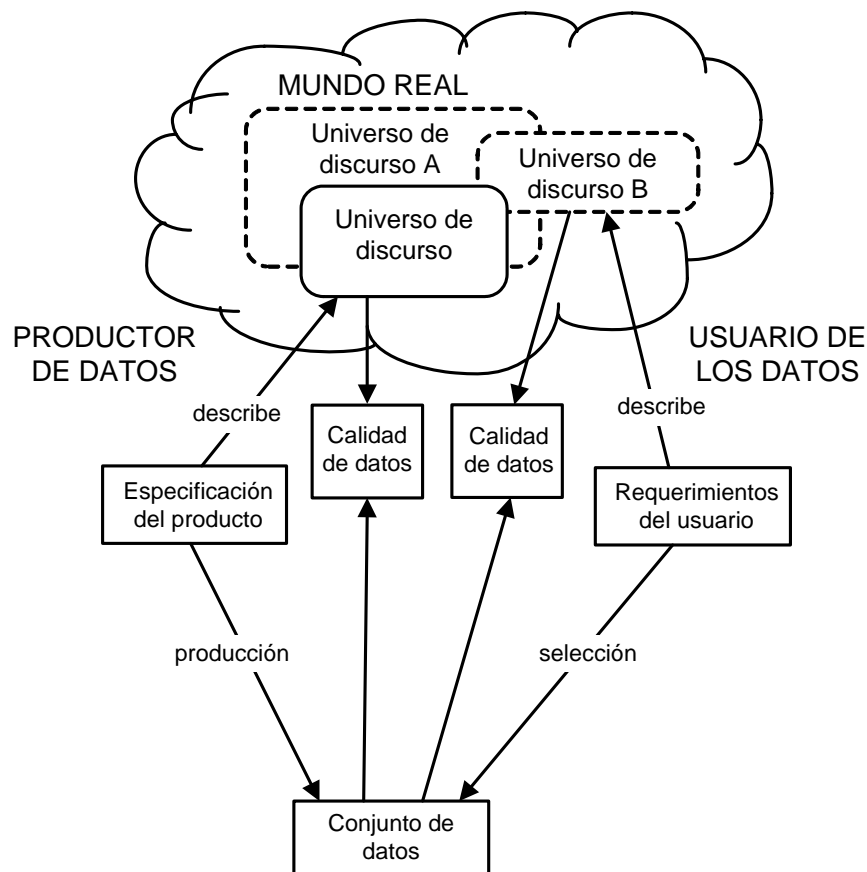 MUNDO REAL
Universo de
discurso A
Universo de
discurso B
Universo de
discurso
PRODUCTOR
DE DATOS
USUARIO DE
LOS DATOS
describe
describe
Calidad
de datos
Calidad
de datos
Especificación
del producto
Requerimientos
del usuario
producción
selección
Conjunto de
datos